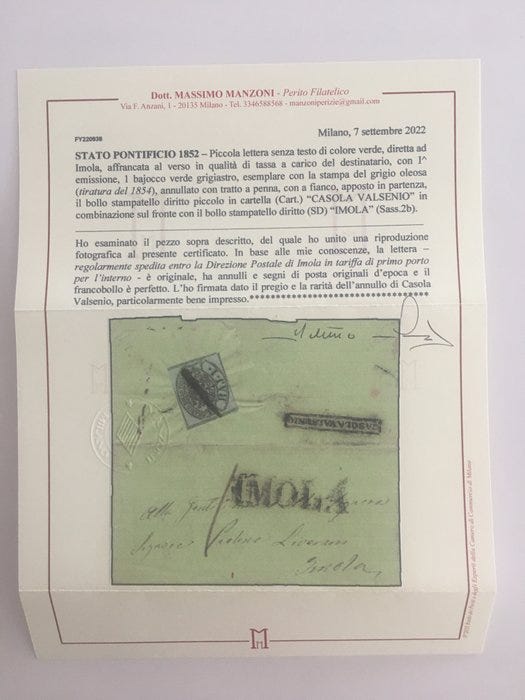 Dott. MASSIMO MANZONI - Perito Filatelico
Via F. Anzani, 1 - 20135 Milano - Tel. 3346588568 - manzoniperizie@gmail.com
FY220638
Milano, 7 settembre 2022
STATO PONTIFICIO 1852 – Piccola lettera senza testo di colore verde, diretta ad
Imola, affrancata al verso in qualità di tassa a carico del destinatario, con 1^
emissione, 1 bajocco verde grigiastro, esemplare con la stampa del grigio oleosa
(tiratura del 1854), annullato con tratto a penna, con a fianco, apposto in partenza,
il bollo stampatello diritto piccolo in cartella (Cart.) "CASOLA VALSENIO" in
combinazione sul fronte con il bollo stampatello diritto (SD) "IMOLA" (Sass.2b).
Ho esaminato il pezzo sopra descritto, del quale ho unito una riproduzione
fotografica al presente certificato. In base alle mie conoscenze, la lettera -
regolarmente spedita entro la Direzione Postale di Imola in tariffa di primo porto
per l'interno - è originale, ha annulli e segni di posta originali d'epoca e il
francobollo è perfetto. L'ho firmata dato il pregio e la rarità dell'annullo di Casola
Valsenio, particolarmente bene impresso.********************************
CASOLA VALSENIO
IMOLA
Imola
M